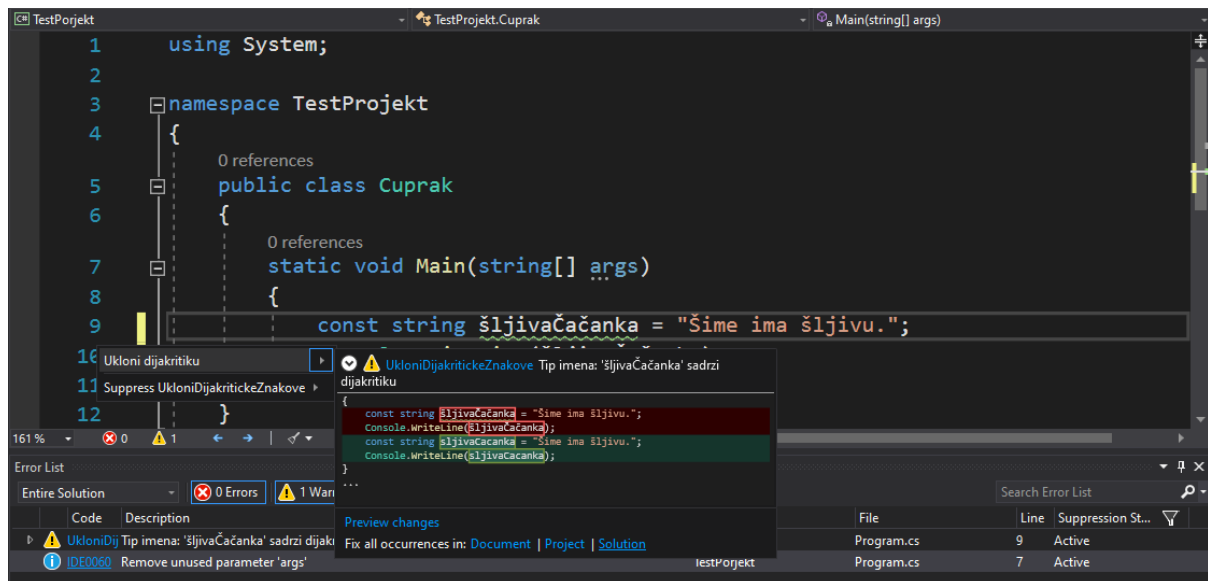 C# TestPorjekt TestProjekt.Cuprak Main(string[] args)
1 using System;
2
3 namespace TestProjekt
4 {
0 references
5 public class Cuprak
6 {
0 references
7 static void Main(string[] args)
8 {
9 const string šljivaČačanka = "Šime ima šljivu.";
10
11
12 }
Ukloni dijakritiku
Suppress UkloniDijakritickeZnakove
UkloniDijakritickeZnakove Tip imena: 'šljivaČačanka' sadrzi
dijakritiku
{
const string šljivaČačanka = "Šime ima šljivu.";
Console.WriteLine(šljivaČačanka);
const string sljivaCacanka = "Šime ima šljivu.";
Console.WriteLine(sljivaCacanka);
}
...
Preview changes
Fix all occurrences in: Document | Project | Solution
161 % 0 1
Error List
Entire Solution 0 Errors 1 Warn Search Error List
Code Description File Line Suppression St...
UkloniDij Tip imena: 'šljivaČačanka' sadrzi dijakr Program.cs 9 Active
IDE0060 Remove unused parameter 'args' TestPorjekt Program.cs 7 Active